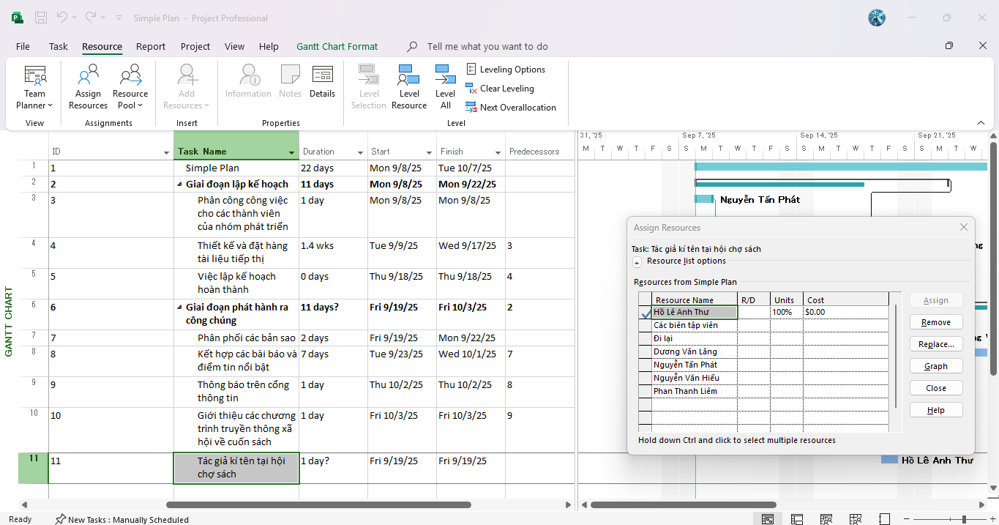 Simple Plan - Project Professional
File Task Resource Report Project View Help Gantt Chart Format Tell me what you want to do
Team Planner
View
Assign Resources
Resource Pool
Assignments
Add Resources
Insert
Information
Notes
Details
Properties
Level Selection
Level Resource
Level All
Leveling Options
Clear Leveling
Next Overallocation
Level
ID Task Name Duration Start Finish Predecessors
31, '25 Sep 7, '25 Sep 14, '25 Sep 21, '25
M T W T F S S M T W T F S S M T W T F S S M T W
1 1 Simple Plan 22 days Mon 9/8/25 Tue 10/7/25
2 2 Giai đoạn lập kế hoạch 11 days Mon 9/8/25 Mon 9/22/25
3 3 Phân công công việc 1 day Mon 9/8/25 Mon 9/8/25
cho các thành viên
của nhóm phát triển
Nguyễn Tấn Phát
4 4 Thiết kế và đặt hàng 1.4 wks Tue 9/9/25 Wed 9/17/25 3
tài liệu tiếp thị
5 5 Việc lập kế hoạch 0 days Thu 9/18/25 Thu 9/18/25 4
hoàn thành
6 6 Giai đoạn phát hành ra 11 days? Fri 9/19/25 Fri 10/3/25 2
công chúng
7 7 Phân phối các bản sao 2 days Fri 9/19/25 Mon 9/22/25
8 8 Kết hợp các bài báo và 7 days Tue 9/23/25 Wed 10/1/25 7
điểm tin nổi bật
9 9 Thông báo trên cổng 1 day Thu 10/2/25 Thu 10/2/25 8
thông tin
10 10 Giới thiệu các chương 1 day Fri 10/3/25 Fri 10/3/25 9
trình truyền thông xã
hội về cuốn sách
11 11 Tác giả kí tên tại hội 1 day? Fri 9/19/25 Fri 9/19/25
chợ sách
Hồ Lê Anh Thư
GANTT CHART
Assign Resources
Task: Tác giả kí tên tại hội chợ sách
+ Resource list options
Resources from Simple Plan
Resource Name R/D Units Cost
Hồ Lê Anh Thư 100% $0.00
Các biên tập viên
Đi lại
Dương Văn Lăng
Nguyễn Tấn Phát
Nguyễn Văn Hiếu
Phan Thanh Liêm
Assign
Remove
Replace...
Graph
Close
Help
Hold down Ctrl and click to select multiple resources
Ready New Tasks : Manually Scheduled